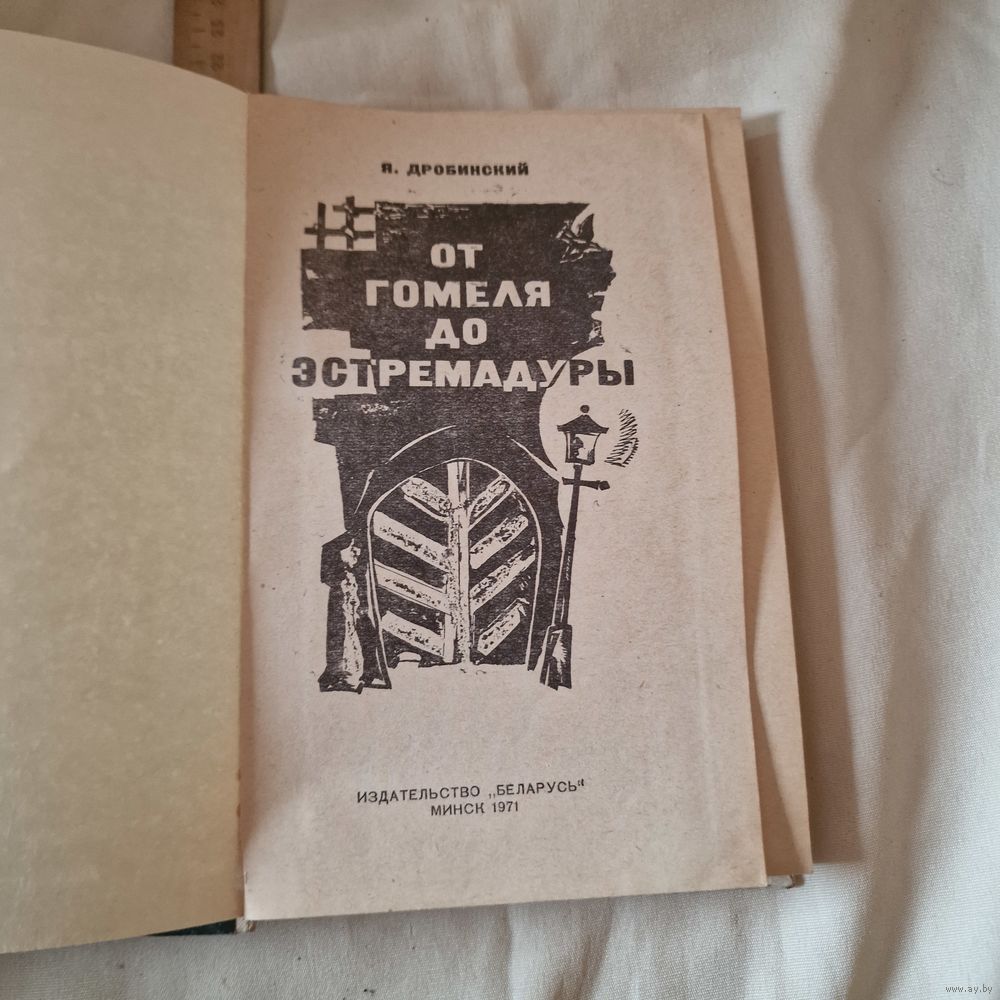 Я. ДРОБИНСКИЙ
ОТ
ГОМЕЛЯ
ДО
ЭСТРЕМАДУРЫ
ИЗДАТЕЛЬСТВО „БЕЛАРУСЬ“
МИНСК 1971
www.ay.by